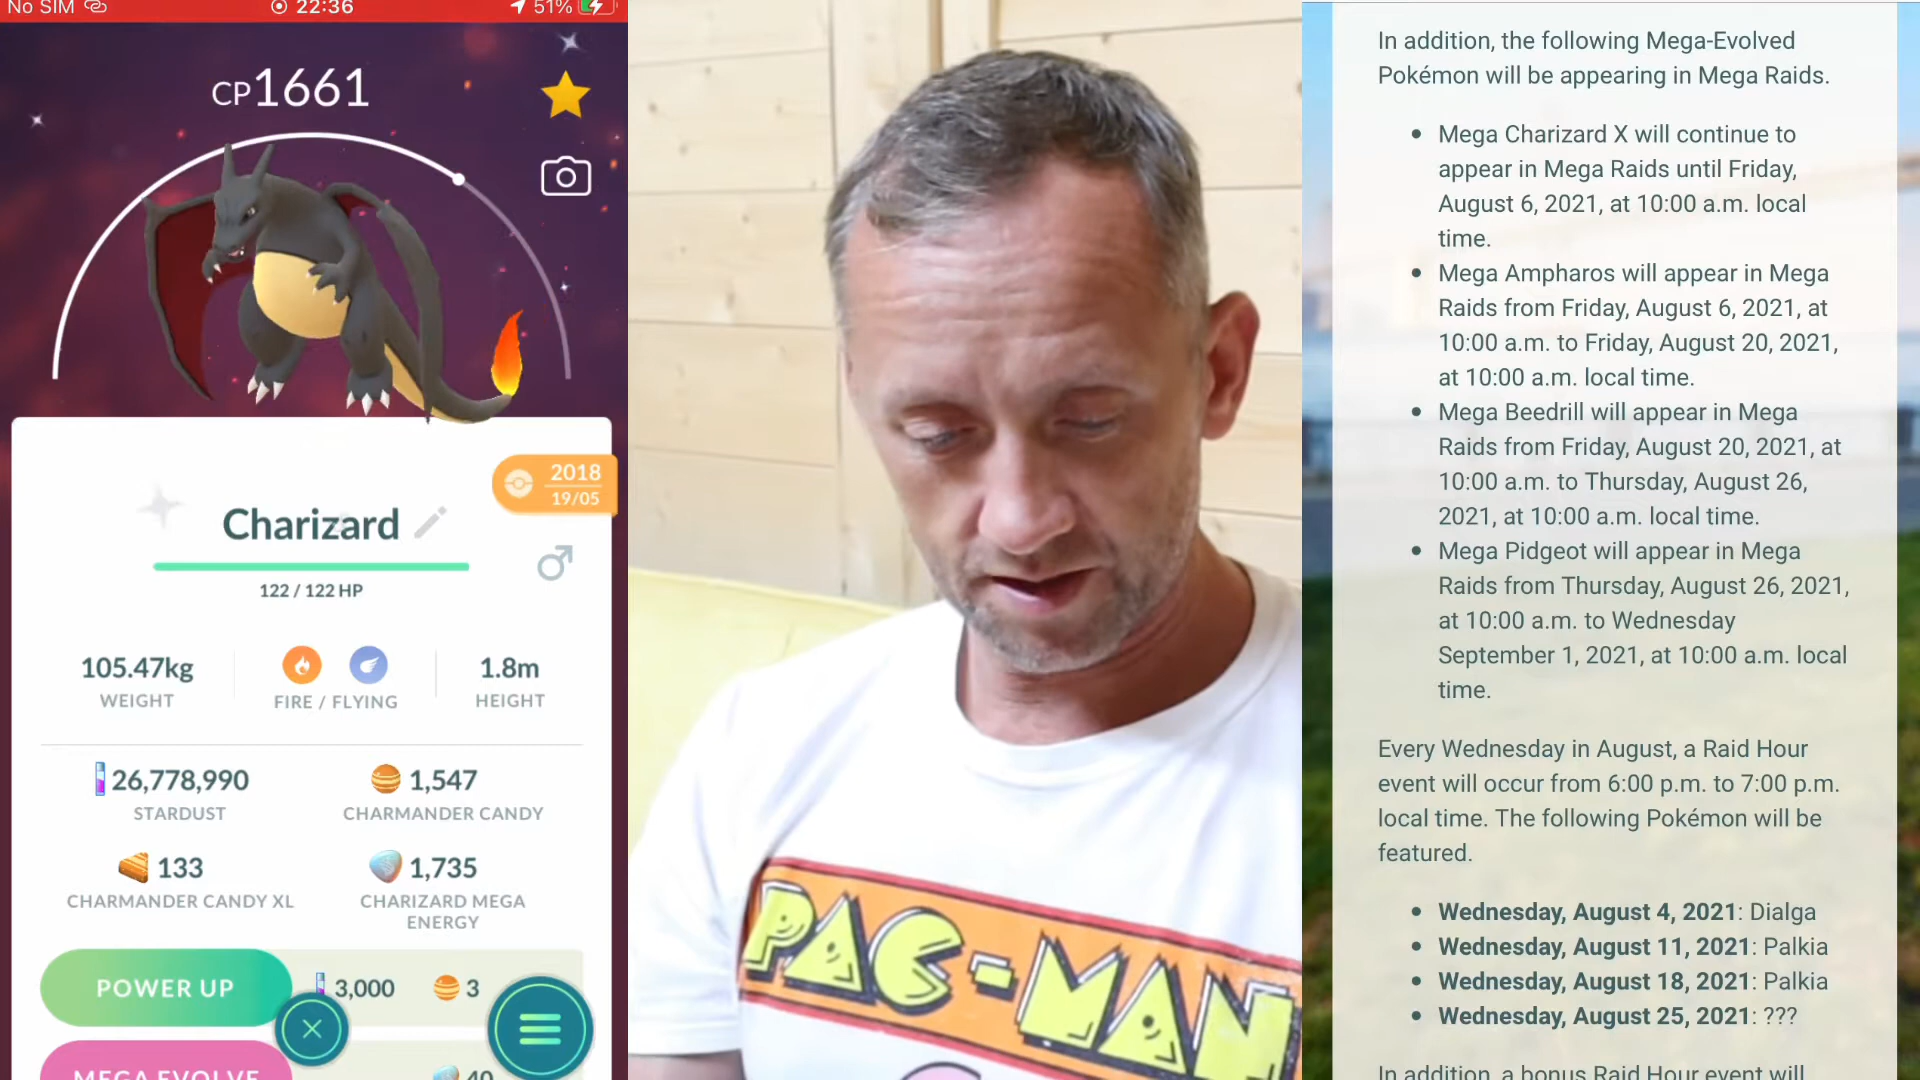 No SIM
22:36
51%
CP1661
2018
19/05
Charizard
122 / 122 HP
105.47kg
WEIGHT
FIRE / FLYING
1.8m
HEIGHT
26,778,990
STARDUST
1,547
CHARMANDER CANDY
133
CHARMANDER CANDY XL
1,735
CHARIZARD MEGA
ENERGY
POWER UP
3,000
3
MEGA EVOLVE
40
PAC-MAN
In addition, the following Mega-Evolved
Pokémon will be appearing in Mega Raids.
• Mega Charizard X will continue to
appear in Mega Raids until Friday,
August 6, 2021, at 10:00 a.m. local
time.
• Mega Ampharos will appear in Mega
Raids from Friday, August 6, 2021, at
10:00 a.m. to Friday, August 20, 2021,
at 10:00 a.m. local time.
• Mega Beedrill will appear in Mega
Raids from Friday, August 20, 2021, at
10:00 a.m. to Thursday, August 26,
2021, at 10:00 a.m. local time.
• Mega Pidgeot will appear in Mega
Raids from Thursday, August 26, 2021,
at 10:00 a.m. to Wednesday
September 1, 2021, at 10:00 a.m. local
time.
Every Wednesday in August, a Raid Hour
event will occur from 6:00 p.m. to 7:00 p.m.
local time. The following Pokémon will be
featured.
• Wednesday, August 4, 2021: Dialga
• Wednesday, August 11, 2021: Palkia
• Wednesday, August 18, 2021: Palkia
• Wednesday, August 25, 2021: ???
In addition, a bonus Raid Hour event will